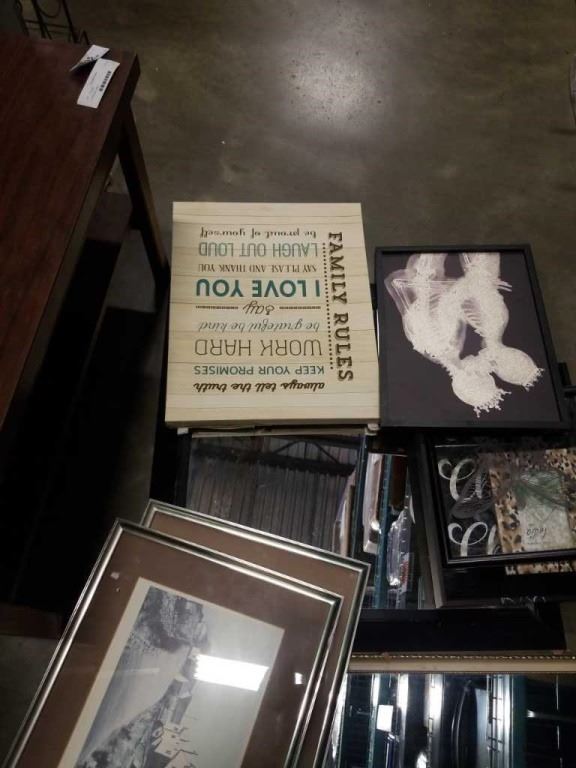 FAMILY RULES
always tell the truth
KEEP YOUR PROMISES
WORK HARD
be grateful be kind
say
I LOVE YOU
SAY PLEASE AND THANK YOU
LAUGH OUT LOUD
be proud of yourself